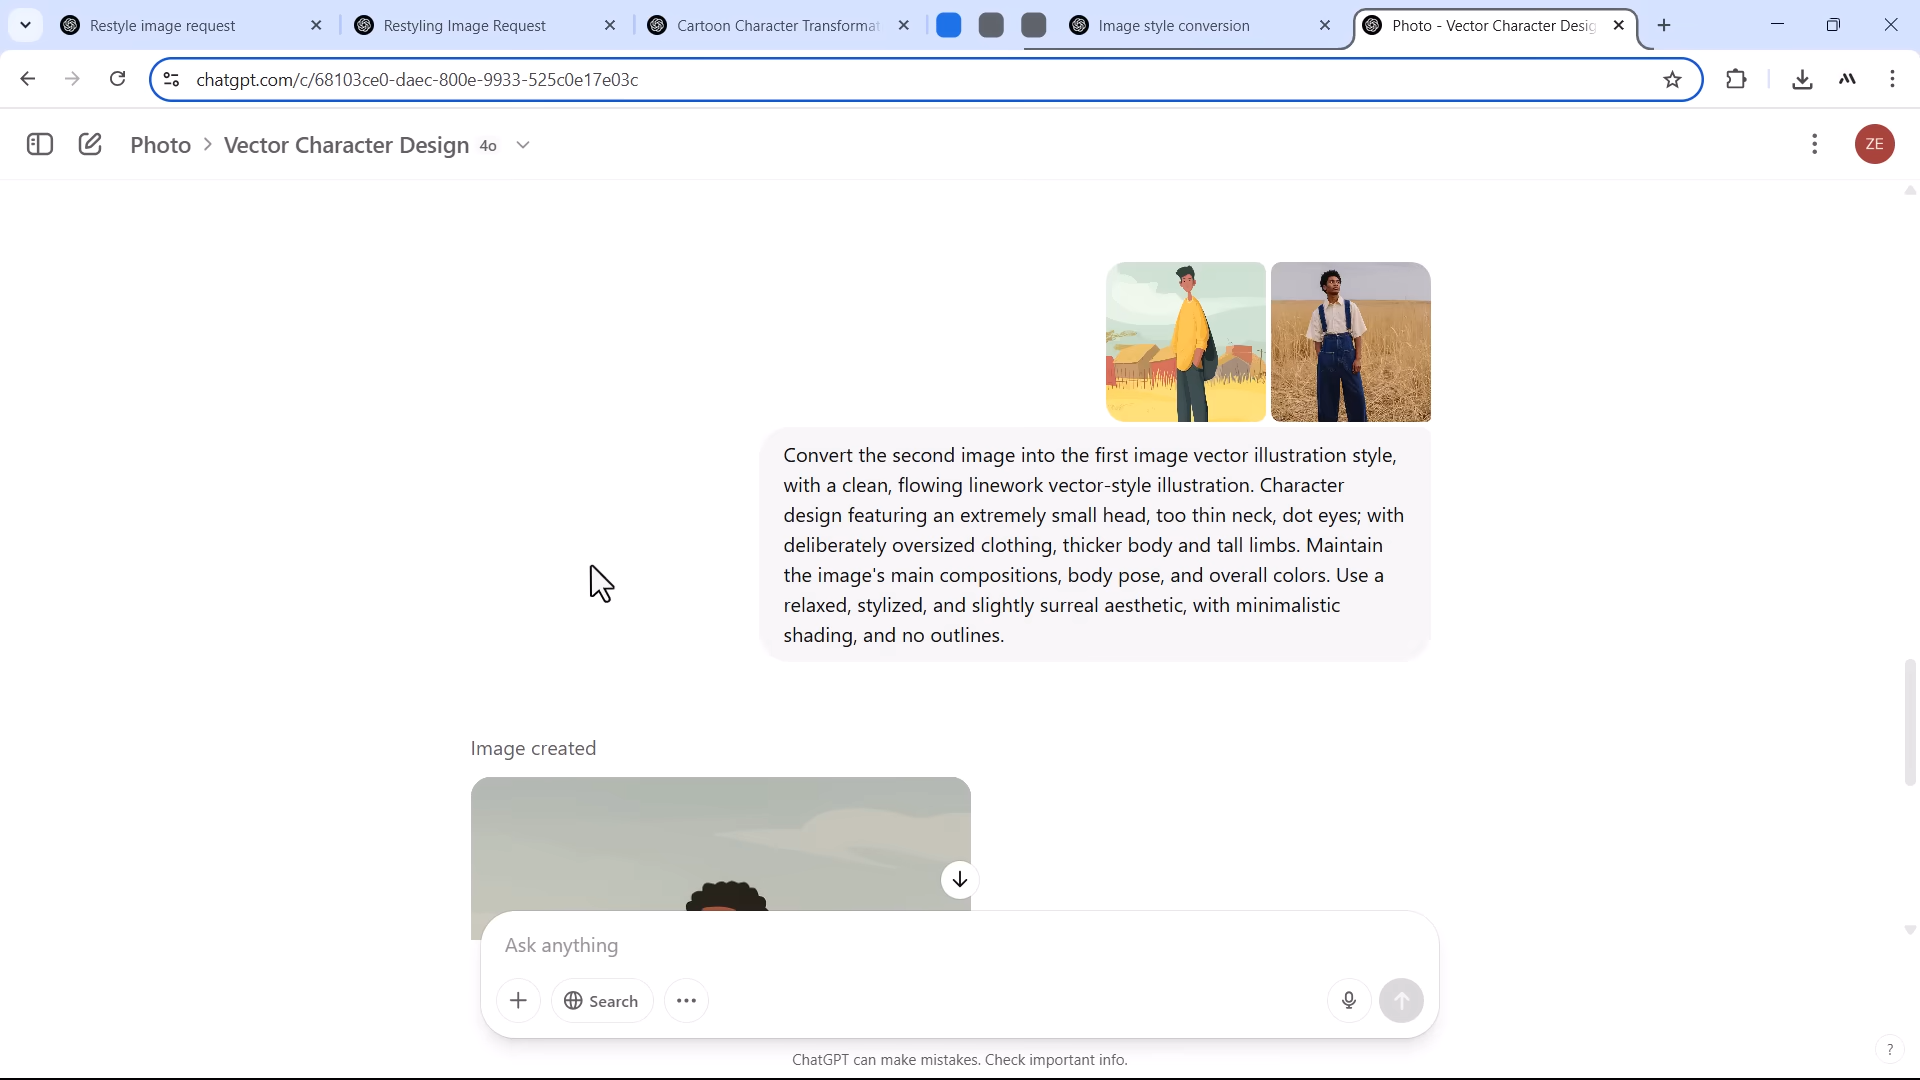 Restyle image request
Restyling Image Request
Cartoon Character Transformat
Image style conversion
Photo - Vector Character Desig
chatgpt.com/c/68103ce0-daec-800e-9933-525c0e17e03c
Photo > Vector Character Design 4o
ZE
Convert the second image into the first image vector illustration style,
with a clean, flowing linework vector-style illustration. Character
design featuring an extremely small head, too thin neck, dot eyes; with
deliberately oversized clothing, thicker body and tall limbs. Maintain
the image's main compositions, body pose, and overall colors. Use a
relaxed, stylized, and slightly surreal aesthetic, with minimalistic
shading, and no outlines.
Image created
Ask anything
Search
ChatGPT can make mistakes. Check important info.
?